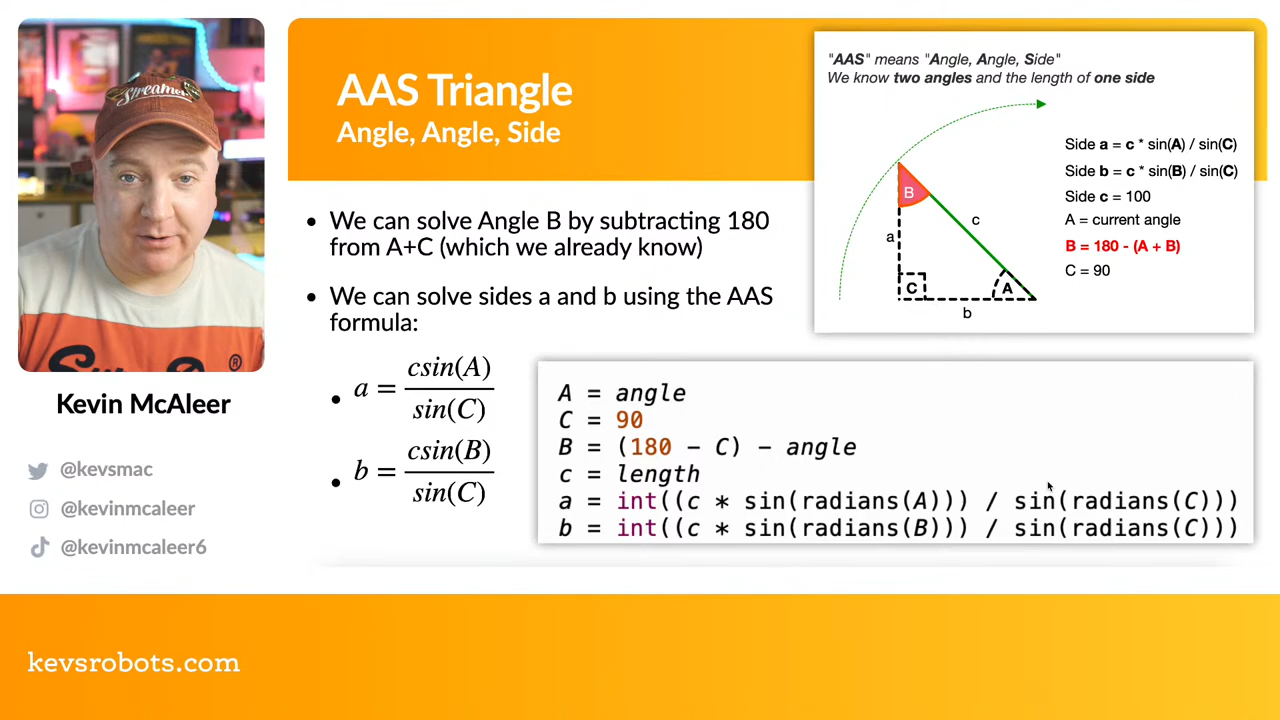 Streamer
®
Kevin McAleer
@kevsmac
@kevinmcaleer
@kevinmcaleer6
AAS Triangle
Angle, Angle, Side
We can solve Angle B by subtracting 180
from A+C (which we already know)
We can solve sides a and b using the AAS
formula:
a = csin(A) / sin(C)
b = csin(B) / sin(C)
"AAS" means "Angle, Angle, Side"
We know two angles and the length of one side
B
c
a
C
A
b
Side a = c * sin(A) / sin(C)
Side b = c * sin(B) / sin(C)
Side c = 100
A = current angle
B = 180 - (A + B)
C = 90
A = angle
C = 90
B = (180 - C) - angle
c = length
a = int((c * sin(radians(A))) / sin(radians(C)))
b = int((c * sin(radians(B))) / sin(radians(C)))
kevsrobots.com